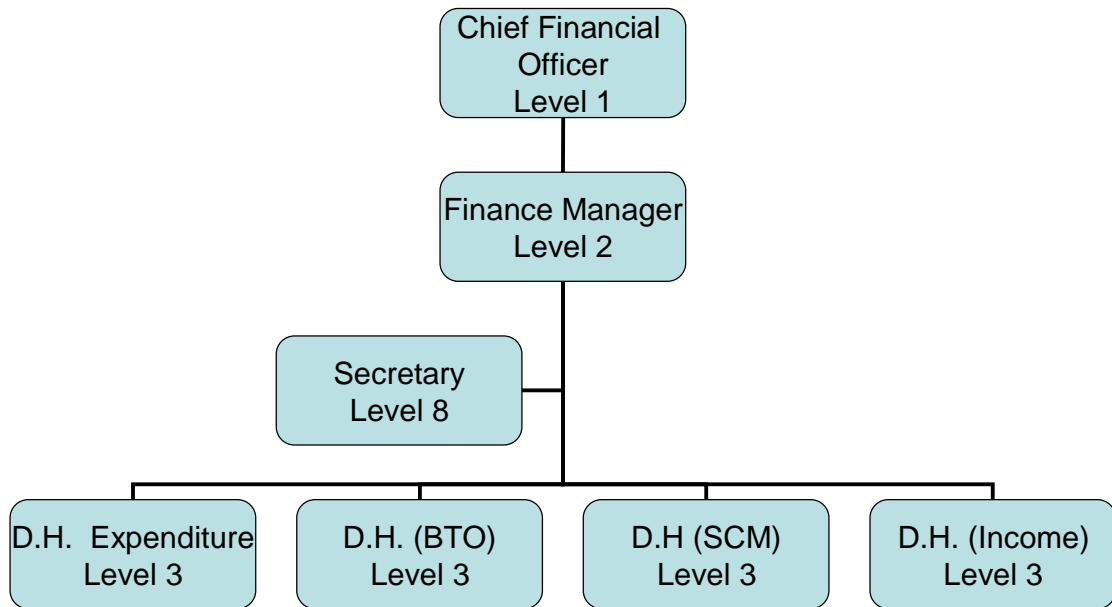 Chief Financial
Officer
Level 1
Finance Manager
Level 2
Secretary
Level 8
D.H. Expenditure
Level 3
D.H. (BTO)
Level 3
D.H (SCM)
Level 3
D.H. (Income)
Level 3